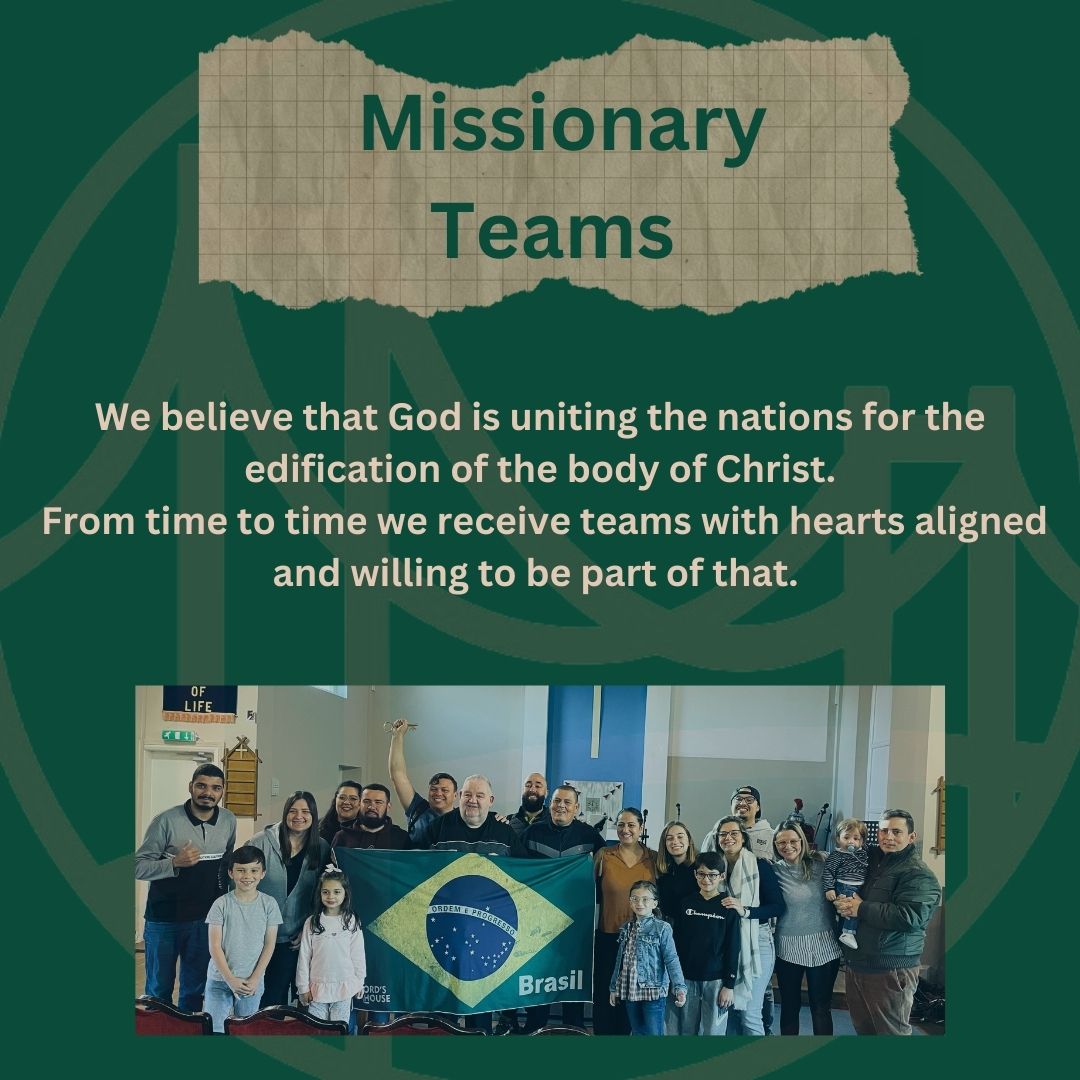 Missionary
Teams
We believe that God is uniting the nations for the
edification of the body of Christ.
From time to time we receive teams with hearts aligned
and willing to be part of that.
OF
LIFE
ORDEM E PROGRESSO
Champion
Brasil
ORD'S
HOUSE